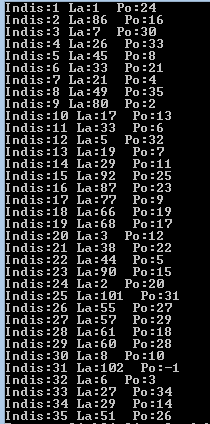 Indis:1 La:1  Po:24
Indis:2 La:86  Po:16
Indis:3 La:7  Po:30
Indis:4 La:26  Po:33
Indis:5 La:45  Po:8
Indis:6 La:33  Po:21
Indis:7 La:21  Po:4
Indis:8 La:49  Po:35
Indis:9 La:80  Po:2
Indis:10 La:17  Po:13
Indis:11 La:33  Po:6
Indis:12 La:5  Po:32
Indis:13 La:19  Po:7
Indis:14 La:29  Po:11
Indis:15 La:92  Po:25
Indis:16 La:87  Po:23
Indis:17 La:77  Po:9
Indis:18 La:66  Po:19
Indis:19 La:68  Po:17
Indis:20 La:3  Po:12
Indis:21 La:38  Po:22
Indis:22 La:44  Po:5
Indis:23 La:90  Po:15
Indis:24 La:2  Po:20
Indis:25 La:101  Po:31
Indis:26 La:55  Po:27
Indis:27 La:57  Po:29
Indis:28 La:61  Po:18
Indis:29 La:60  Po:28
Indis:30 La:8  Po:10
Indis:31 La:102  Po:-1
Indis:32 La:6  Po:3
Indis:33 La:27  Po:34
Indis:34 La:29  Po:14
Indis:35 La:51  Po:26